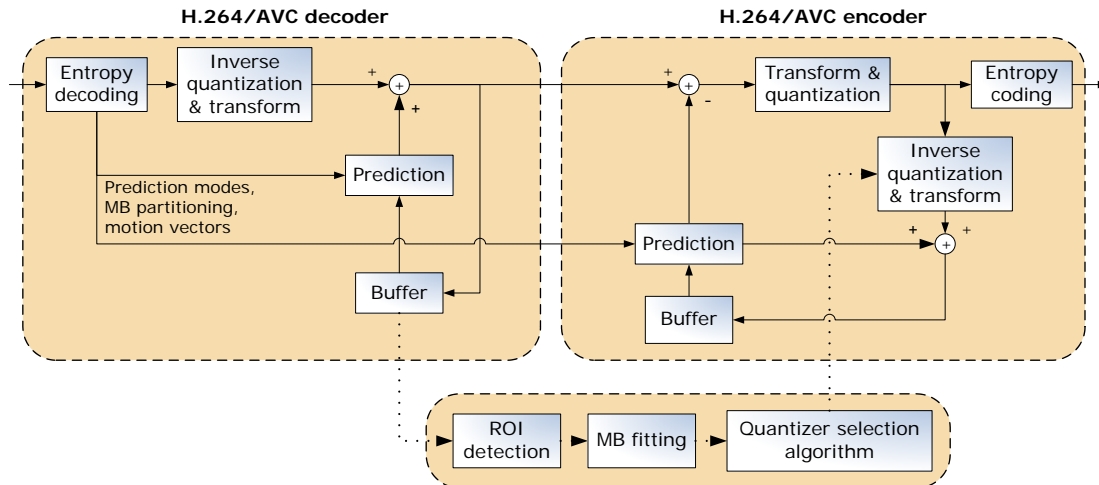 H.264/AVC decoder
H.264/AVC encoder
Entropy
decoding
Inverse
quantization
& transform
+
+
+
Prediction
Prediction modes,
MB partitioning,
motion vectors
Buffer
+
+
-
Transform &
quantization
Entropy
coding
Inverse
quantization
& transform
Prediction
+
+
+
Buffer
ROI
detection
MB fitting
Quantizer selection
algorithm